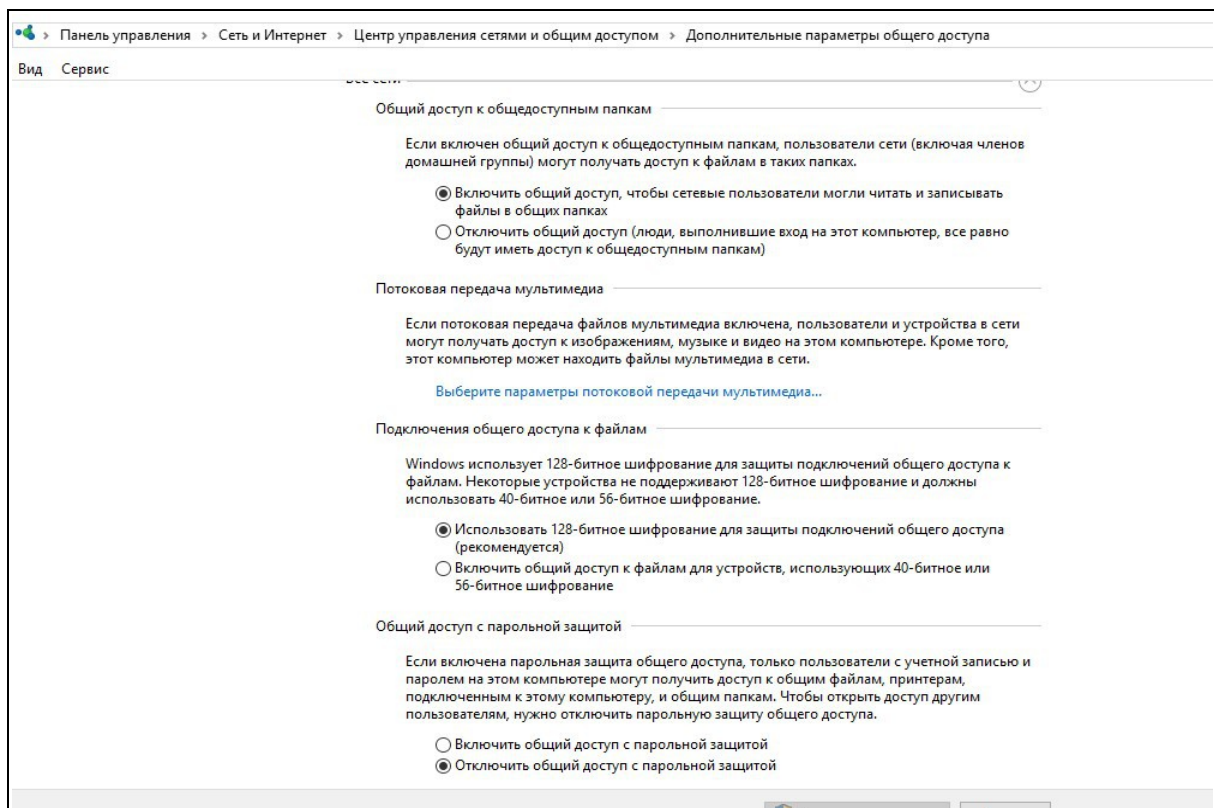 Панель управления › Сеть и Интернет › Центр управления сетями и общим доступом › Дополнительные параметры общего доступа
Вид Сервис
Все сети
Общий доступ к общедоступным папкам
Если включен общий доступ к общедоступным папкам, пользователи сети (включая членов
домашней группы) могут получать доступ к файлам в таких папках.
Включить общий доступ, чтобы сетевые пользователи могли читать и записывать
файлы в общих папках
Отключить общий доступ (люди, выполнившие вход на этот компьютер, все равно
будут иметь доступ к общедоступным папкам)
Потоковая передача мультимедиа
Если потоковая передача файлов мультимедиа включена, пользователи и устройства в сети
могут получать доступ к изображениям, музыке и видео на этом компьютере. Кроме того,
этот компьютер может находить файлы мультимедиа в сети.
Выберите параметры потоковой передачи мультимедиа...
Подключения общего доступа к файлам
Windows использует 128-битное шифрование для защиты подключений общего доступа к
файлам. Некоторые устройства не поддерживают 128-битное шифрование и должны
использовать 40-битное или 56-битное шифрование.
Использовать 128-битное шифрование для защиты подключений общего доступа
(рекомендуется)
Включить общий доступ к файлам для устройств, использующих 40-битное или
56-битное шифрование
Общий доступ с парольной защитой
Если включена парольная защита общего доступа, только пользователи с учетной записью и
паролем на этом компьютере могут получить доступ к общим файлам, принтерам,
подключенным к этому компьютеру, и общим папкам. Чтобы открыть доступ другим
пользователям, нужно отключить парольную защиту общего доступа.
Включить общий доступ с парольной защитой
Отключить общий доступ с парольной защитой